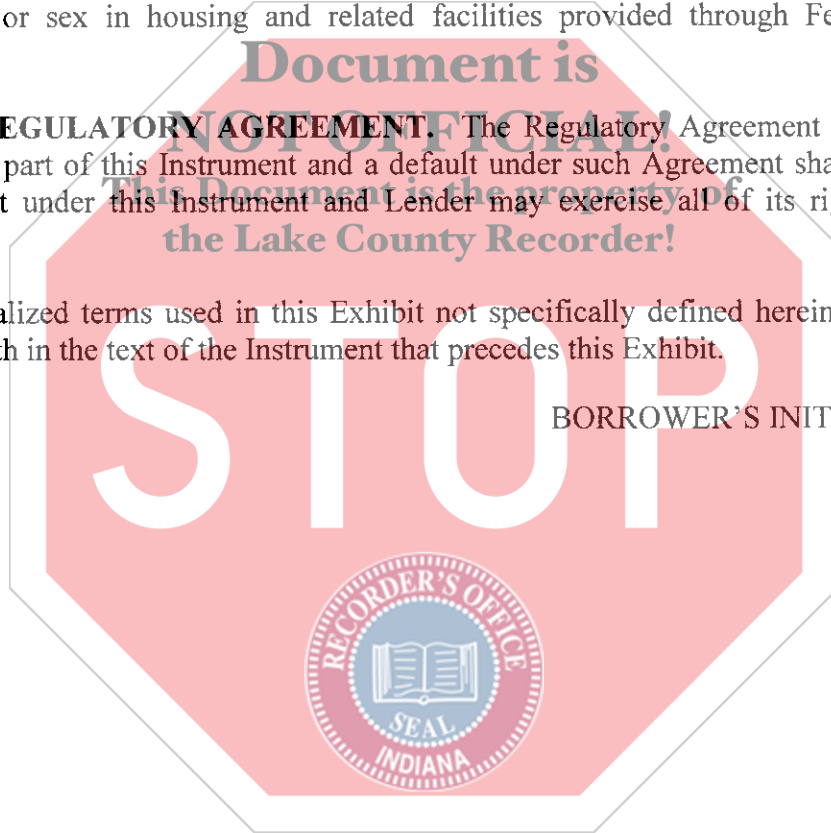 or sex in housing and related facilities provided through Fe
Document is
NOT OFFICIAL!
EGULATORY AGREEMENT. The Regulatory Agreement
part of this Instrument and a default under such Agreement sha
This Document is the property of
t under this Instrument and Lender may exercise all of its ri
the Lake County Recorder!
alized terms used in this Exhibit not specifically defined herein
th in the text of the Instrument that precedes this Exhibit.
BORROWER'S INIT
STOP
RECORDER'S OFFICE
SEAL
INDIANA